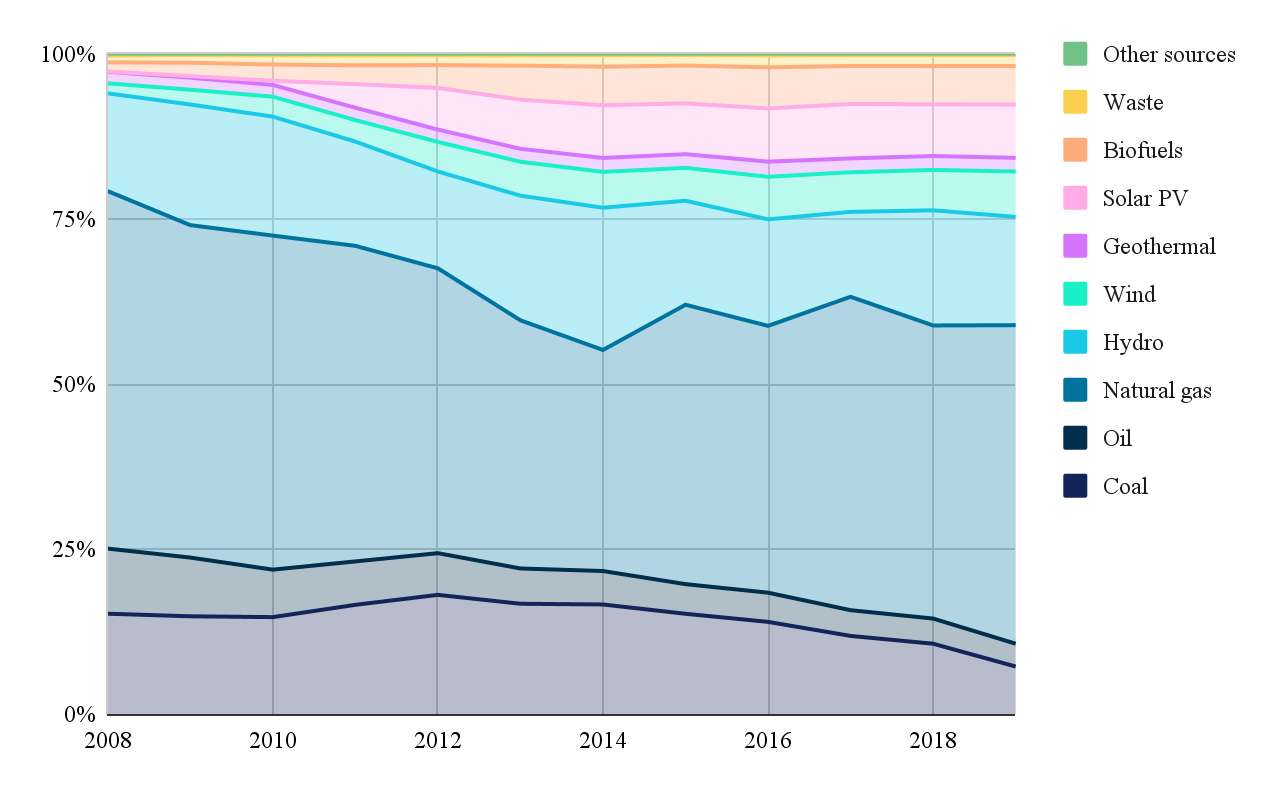 100%
75%
50%
25%
0%
2008
2010
2012
2014
2016
2018
Other sources
Waste
Biofuels
Solar PV
Geothermal
Wind
Hydro
Natural gas
Oil
Coal